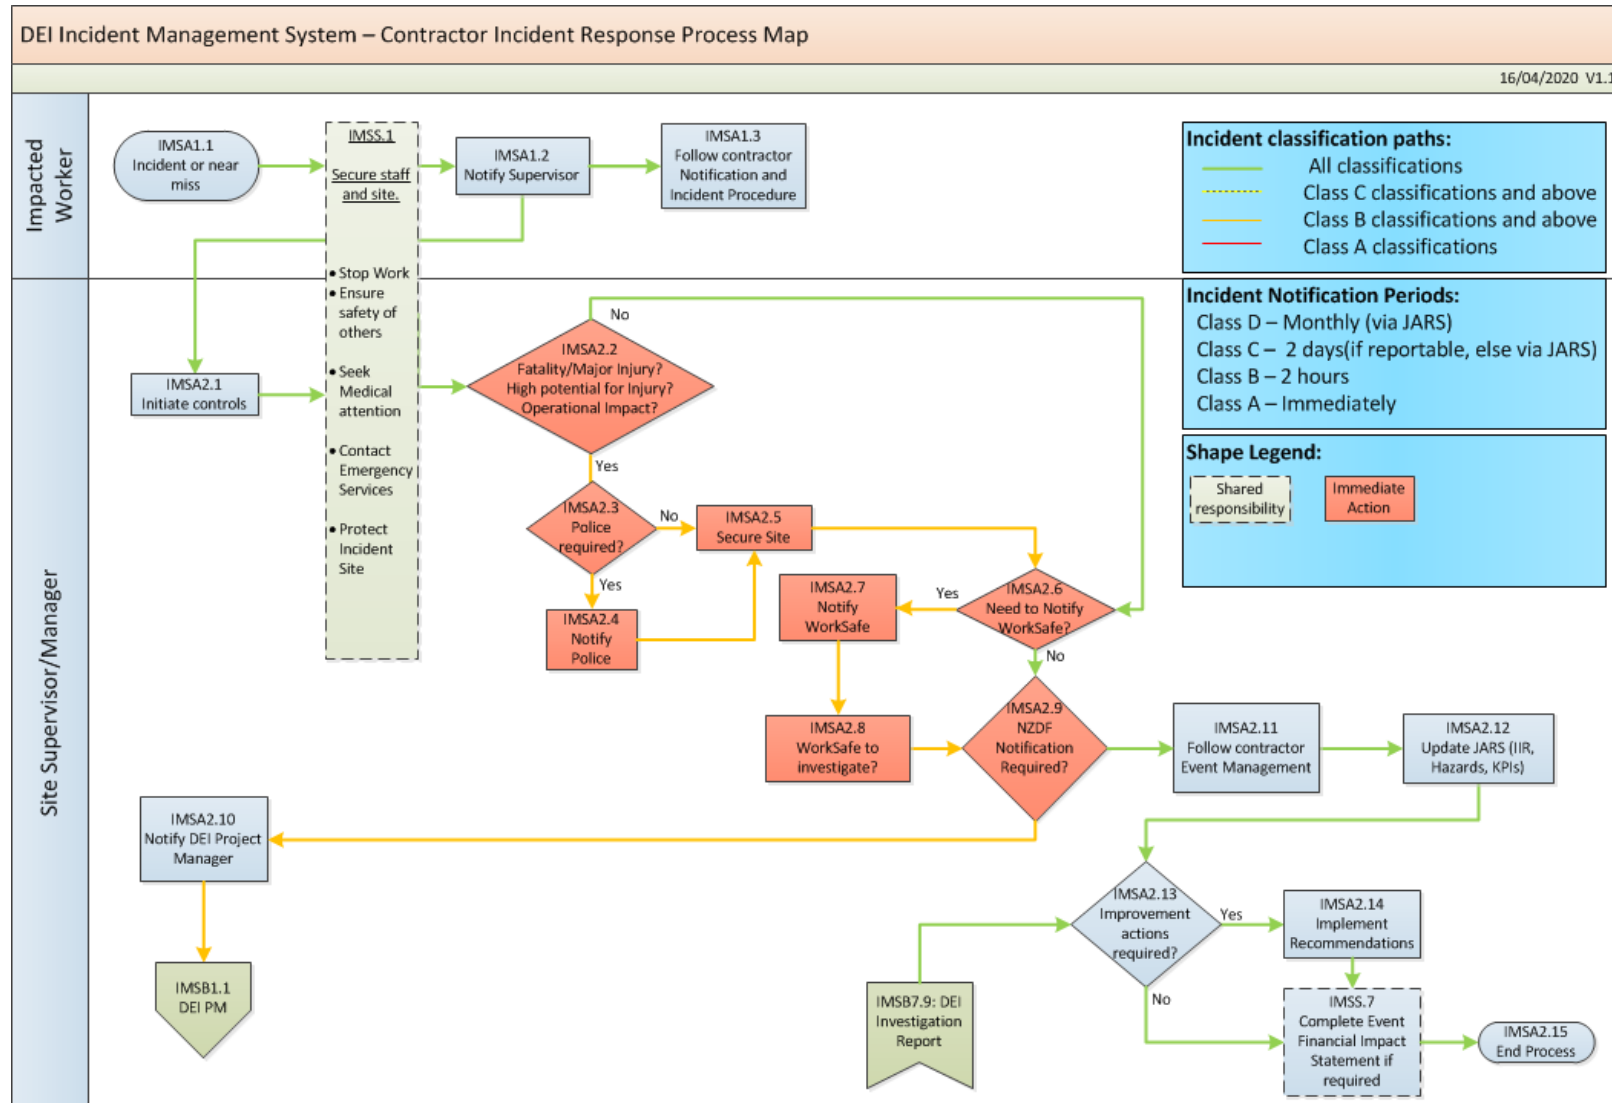 DEI Incident Management System – Contractor Incident Response Process Map
16/04/2020 V1.1
Impacted
Worker
IMSA1.1
Incident or near
miss
IMSS.1
Secure staff
and site.
• Stop Work
• Ensure
safety of
others
• Seek
Medical
attention
• Contact
Emergency
Services
• Protect
Incident
Site
IMSA1.2
Notify Supervisor
IMSA1.3
Follow contractor
Notification and
Incident Procedure
Incident classification paths:
All classifications
Class C classifications and above
Class B classifications and above
Class A classifications
Site Supervisor/Manager
Incident Notification Periods:
Class D – Monthly (via JARS)
Class C – 2 days(if reportable, else via JARS)
Class B – 2 hours
Class A – Immediately
Shape Legend:
Shared
responsibility
Immediate
Action
IMSA2.1
Initiate controls
No
IMSA2.2
Fatality/Major Injury?
High potential for Injury?
Operational Impact?
Yes
IMSA2.3
Police
required?
No
Yes
IMSA2.4
Notify
Police
IMSA2.5
Secure Site
IMSA2.6
Need to Notify
WorkSafe?
Yes
No
IMSA2.7
Notify
WorkSafe
IMSA2.8
WorkSafe to
investigate?
IMSA2.9
NZDF
Notification
Required?
IMSA2.11
Follow contractor
Event Management
IMSA2.12
Update JARS (IIR,
Hazards, KPIs)
IMSA2.10
Notify DEI Project
Manager
IMSB1.1
DEI PM
IMSA2.13
Improvement
actions
required?
Yes
No
IMSA2.14
Implement
Recommendations
IMSB7.9: DEI
Investigation
Report
IMSS.7
Complete Event
Financial Impact
Statement if
required
IMSA2.15
End Process